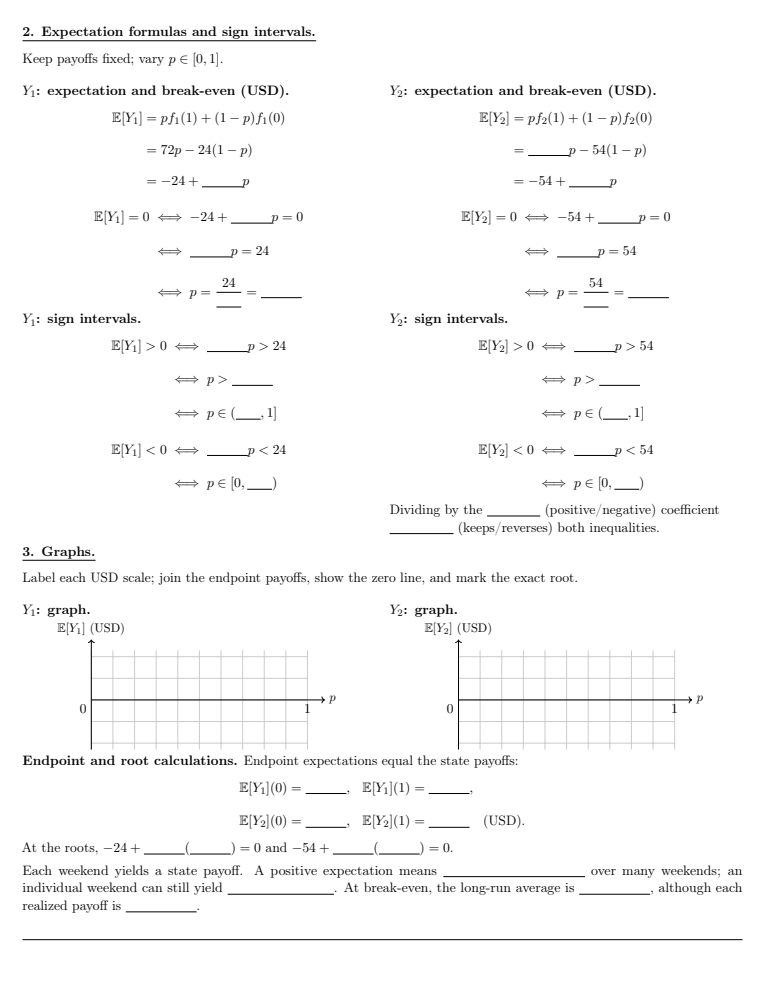 2. Expectation formulas and sign intervals.
Keep payoffs fixed; vary p ∈ [0, 1].
Y₁: expectation and break-even (USD).
𝔼[Y₁] = pf₁(1) + (1 − p)f₁(0)
= 72p − 24(1 − p)
= −24 + ______p
𝔼[Y₁] = 0 ⟺ −24 + ______p = 0
⟺ ______p = 24
⟺ p = 24/___ = ______
Y₁: sign intervals.
𝔼[Y₁] > 0 ⟺ ______p > 24
⟺ p > ______
⟺ p ∈ (___, 1]
𝔼[Y₁] < 0 ⟺ ______p < 24
⟺ p ∈ [0, ___)
Y₂: expectation and break-even (USD).
𝔼[Y₂] = pf₂(1) + (1 − p)f₂(0)
= ______p − 54(1 − p)
= −54 + ______p
𝔼[Y₂] = 0 ⟺ −54 + ______p = 0
⟺ ______p = 54
⟺ p = 54/___ = ______
Y₂: sign intervals.
𝔼[Y₂] > 0 ⟺ ______p > 54
⟺ p > ______
⟺ p ∈ (___, 1]
𝔼[Y₂] < 0 ⟺ ______p < 54
⟺ p ∈ [0, ___)
Dividing by the ________ (positive/negative) coefficient
_________ (keeps/reverses) both inequalities.
3. Graphs.
Label each USD scale; join the endpoint payoffs, show the zero line, and mark the exact root.
Y₁: graph.
𝔼[Y₁] (USD)
p
0 1
Y₂: graph.
𝔼[Y₂] (USD)
p
0 1
Endpoint and root calculations. Endpoint expectations equal the state payoffs:
𝔼[Y₁](0) = ______, 𝔼[Y₁](1) = ______,
𝔼[Y₂](0) = ______, 𝔼[Y₂](1) = ______ (USD).
At the roots, −24 + ______(______) = 0 and −54 + ______(______) = 0.
Each weekend yields a state payoff. A positive expectation means ____________________ over many weekends; an
individual weekend can still yield _______________. At break-even, the long-run average is __________, although each
realized payoff is __________.